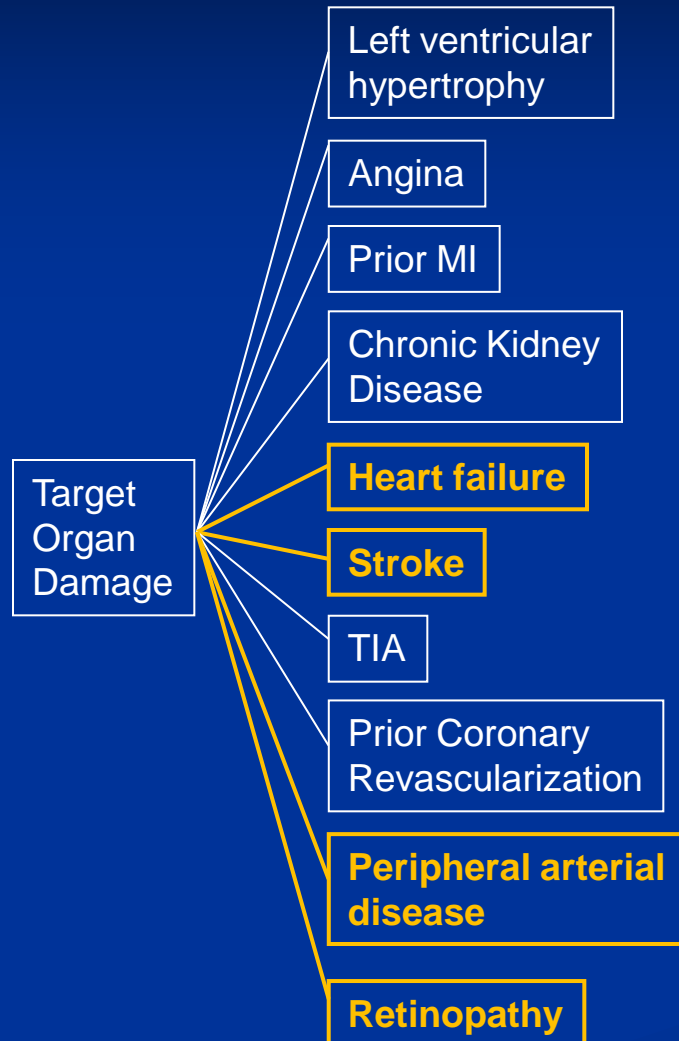 Left ventricular
hypertrophy
Angina
Prior MI
Chronic Kidney
Disease
Target
Organ
Damage
Heart failure
Stroke
TIA
Prior Coronary
Revascularization
Peripheral arterial
disease
Retinopathy